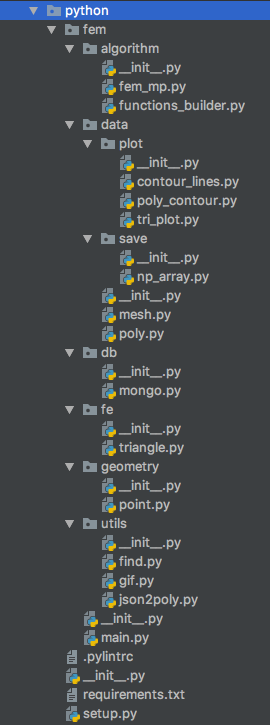 python
fem
algorithm
__init__.py
fem_mp.py
functions_builder.py
data
plot
__init__.py
contour_lines.py
poly_contour.py
tri_plot.py
save
__init__.py
np_array.py
__init__.py
mesh.py
poly.py
db
__init__.py
mongo.py
fe
__init__.py
triangle.py
geometry
__init__.py
point.py
utils
__init__.py
find.py
gif.py
json2poly.py
__init__.py
main.py
.pylintrc
__init__.py
requirements.txt
setup.py